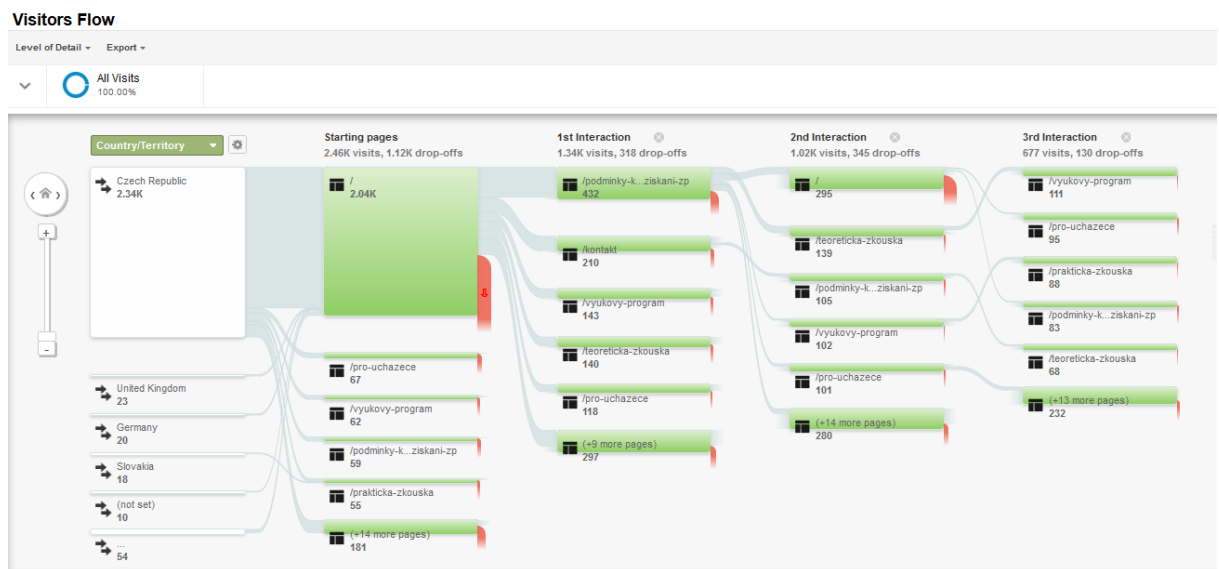 Visitors Flow
Level of Detail Export
All Visits
100.00%
Country/Territory
Czech Republic
2.34K
United Kingdom
23
Germany
20
Slovakia
18
(not set)
10
...
54
+
-
Starting pages
2.46K visits, 1.12K drop-offs
/
2.04K
/pro-uchazece
67
/vyukovy-program
62
/podminky-k...ziskani-zp
59
/prakticka-zkouska
55
(+14 more pages)
181
1st Interaction
1.34K visits, 318 drop-offs
/podminky-k...ziskani-zp
432
/kontakt
210
/vyukovy-program
143
/teoreticka-zkouska
140
/pro-uchazece
118
(+9 more pages)
297
2nd Interaction
1.02K visits, 345 drop-offs
/
295
/teoreticka-zkouska
139
/podminky-k...ziskani-zp
105
/vyukovy-program
102
/pro-uchazece
101
(+14 more pages)
280
3rd Interaction
677 visits, 130 drop-offs
/vyukovy-program
111
/pro-uchazece
95
/prakticka-zkouska
88
/podminky-k...ziskani-zp
83
/teoreticka-zkouska
68
(+13 more pages)
232